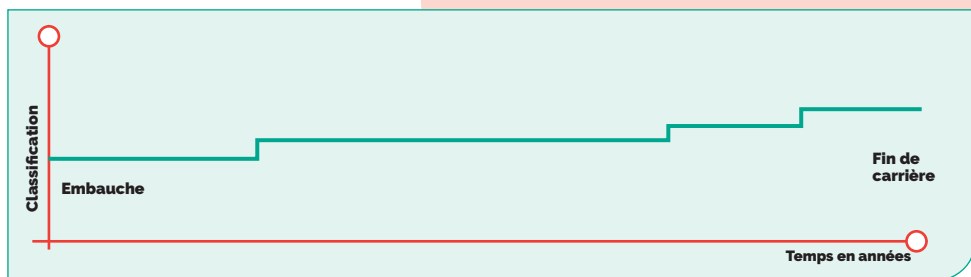 Classification
Embauche
Fin de
carrière
Temps en années